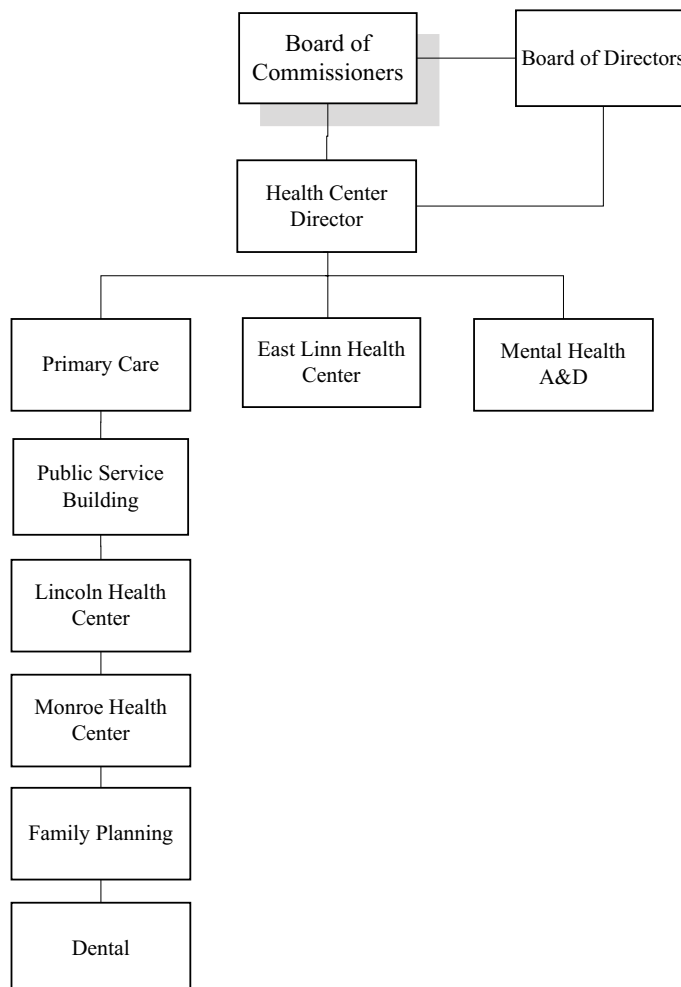 Board of
Commissioners
Board of Directors
Health Center
Director
Primary Care
East Linn Health
Center
Mental Health
A&D
Public Service
Building
Lincoln Health
Center
Monroe Health
Center
Family Planning
Dental